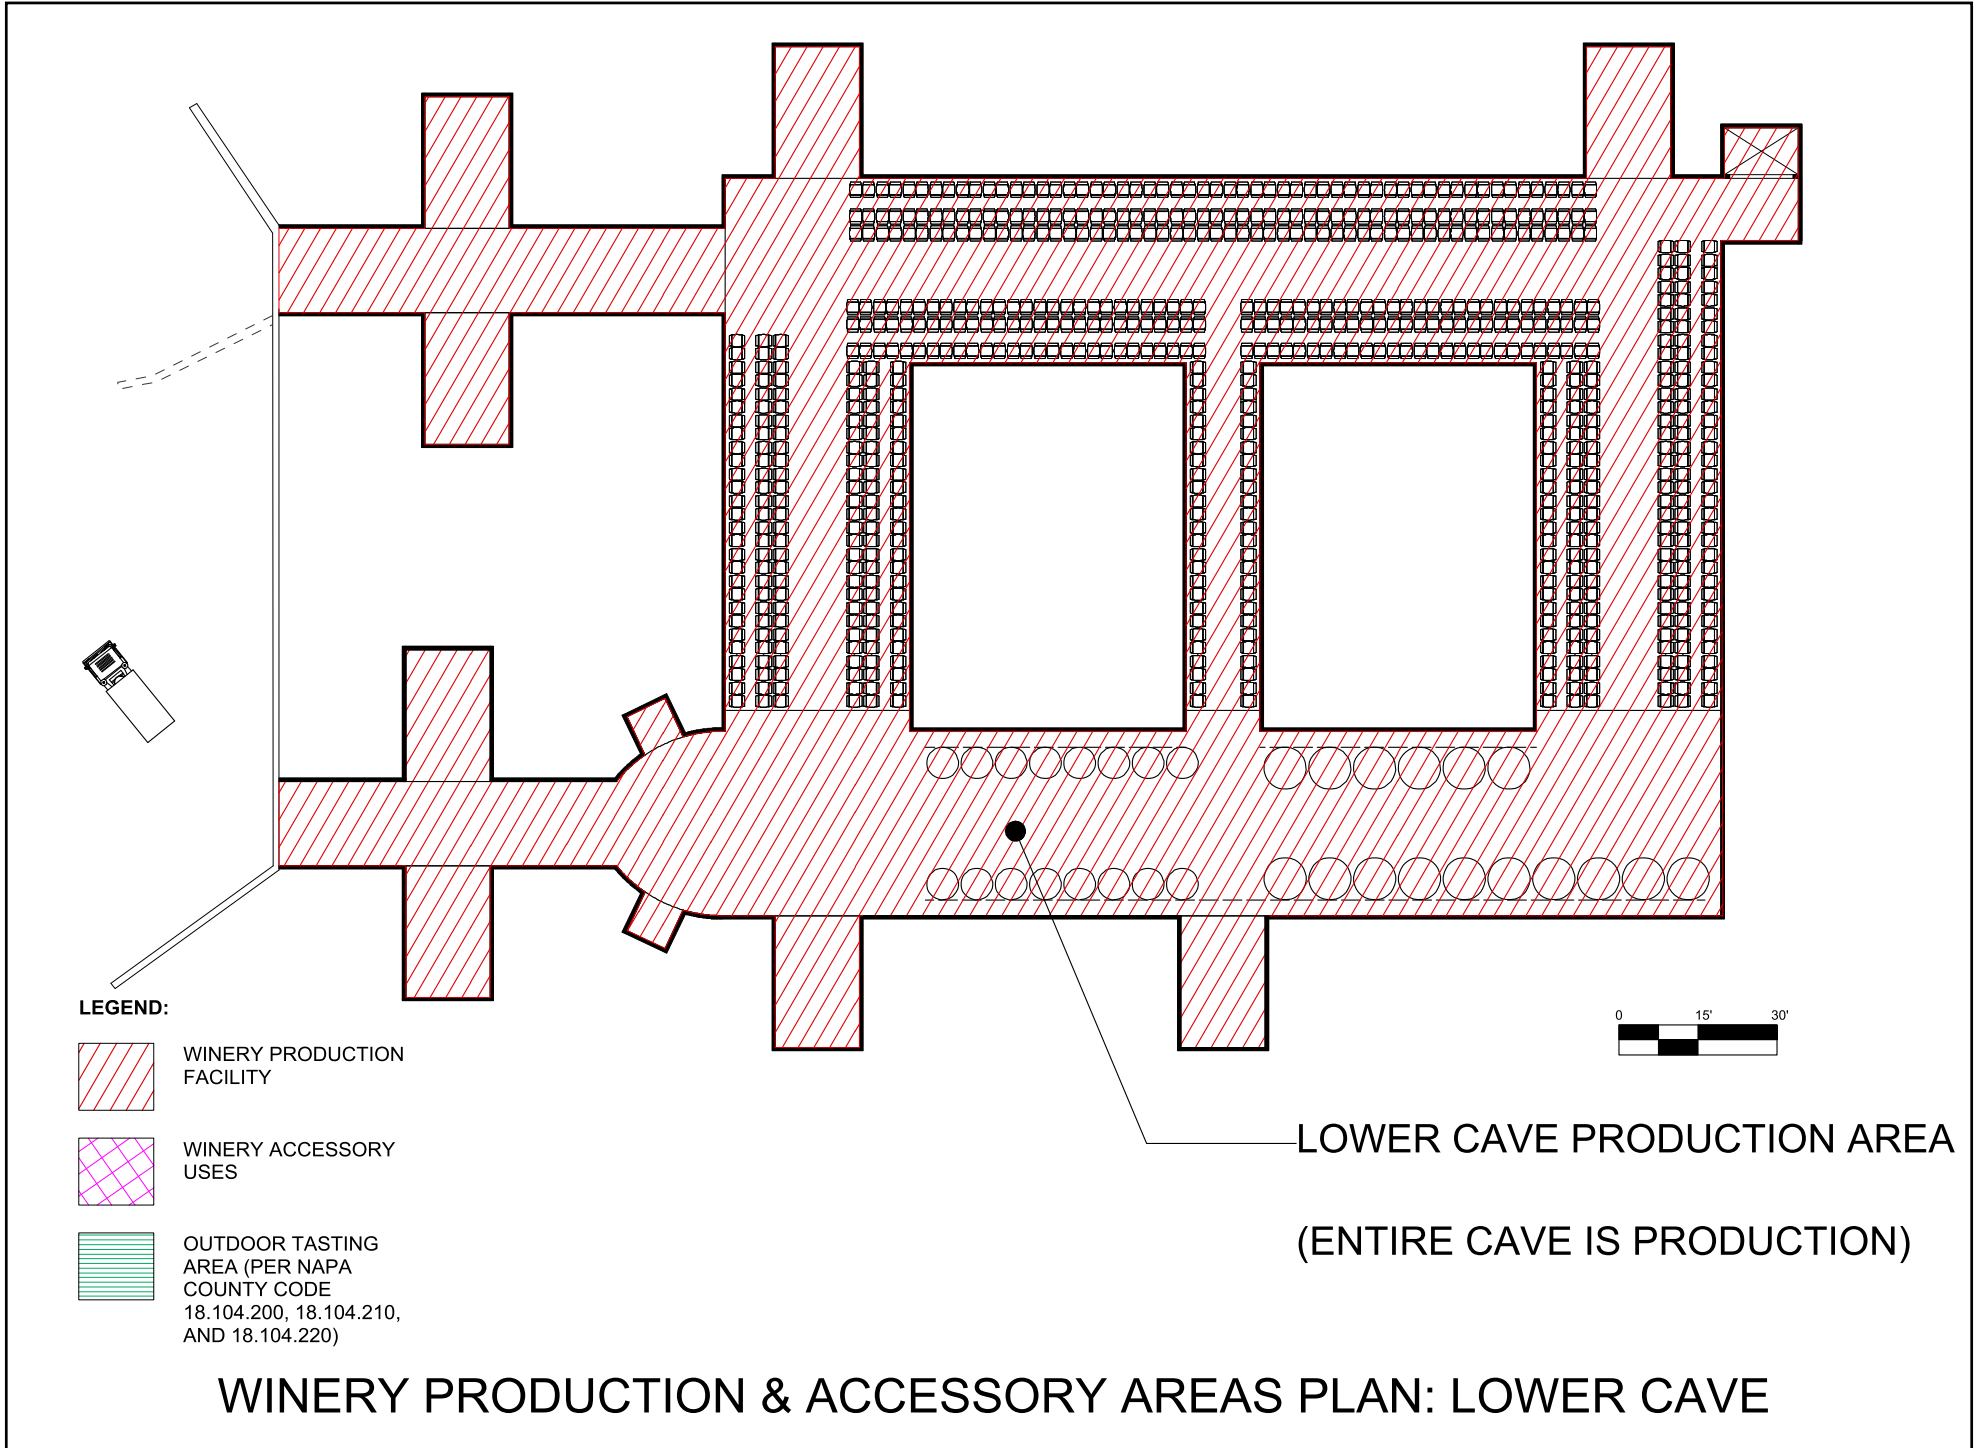 LEGEND:
WINERY PRODUCTION
FACILITY
WINERY ACCESSORY
USES
OUTDOOR TASTING
AREA (PER NAPA
COUNTY CODE
18.104.200, 18.104.210,
AND 18.104.220)
0 15' 30'
LOWER CAVE PRODUCTION AREA
(ENTIRE CAVE IS PRODUCTION)
WINERY PRODUCTION & ACCESSORY AREAS PLAN: LOWER CAVE